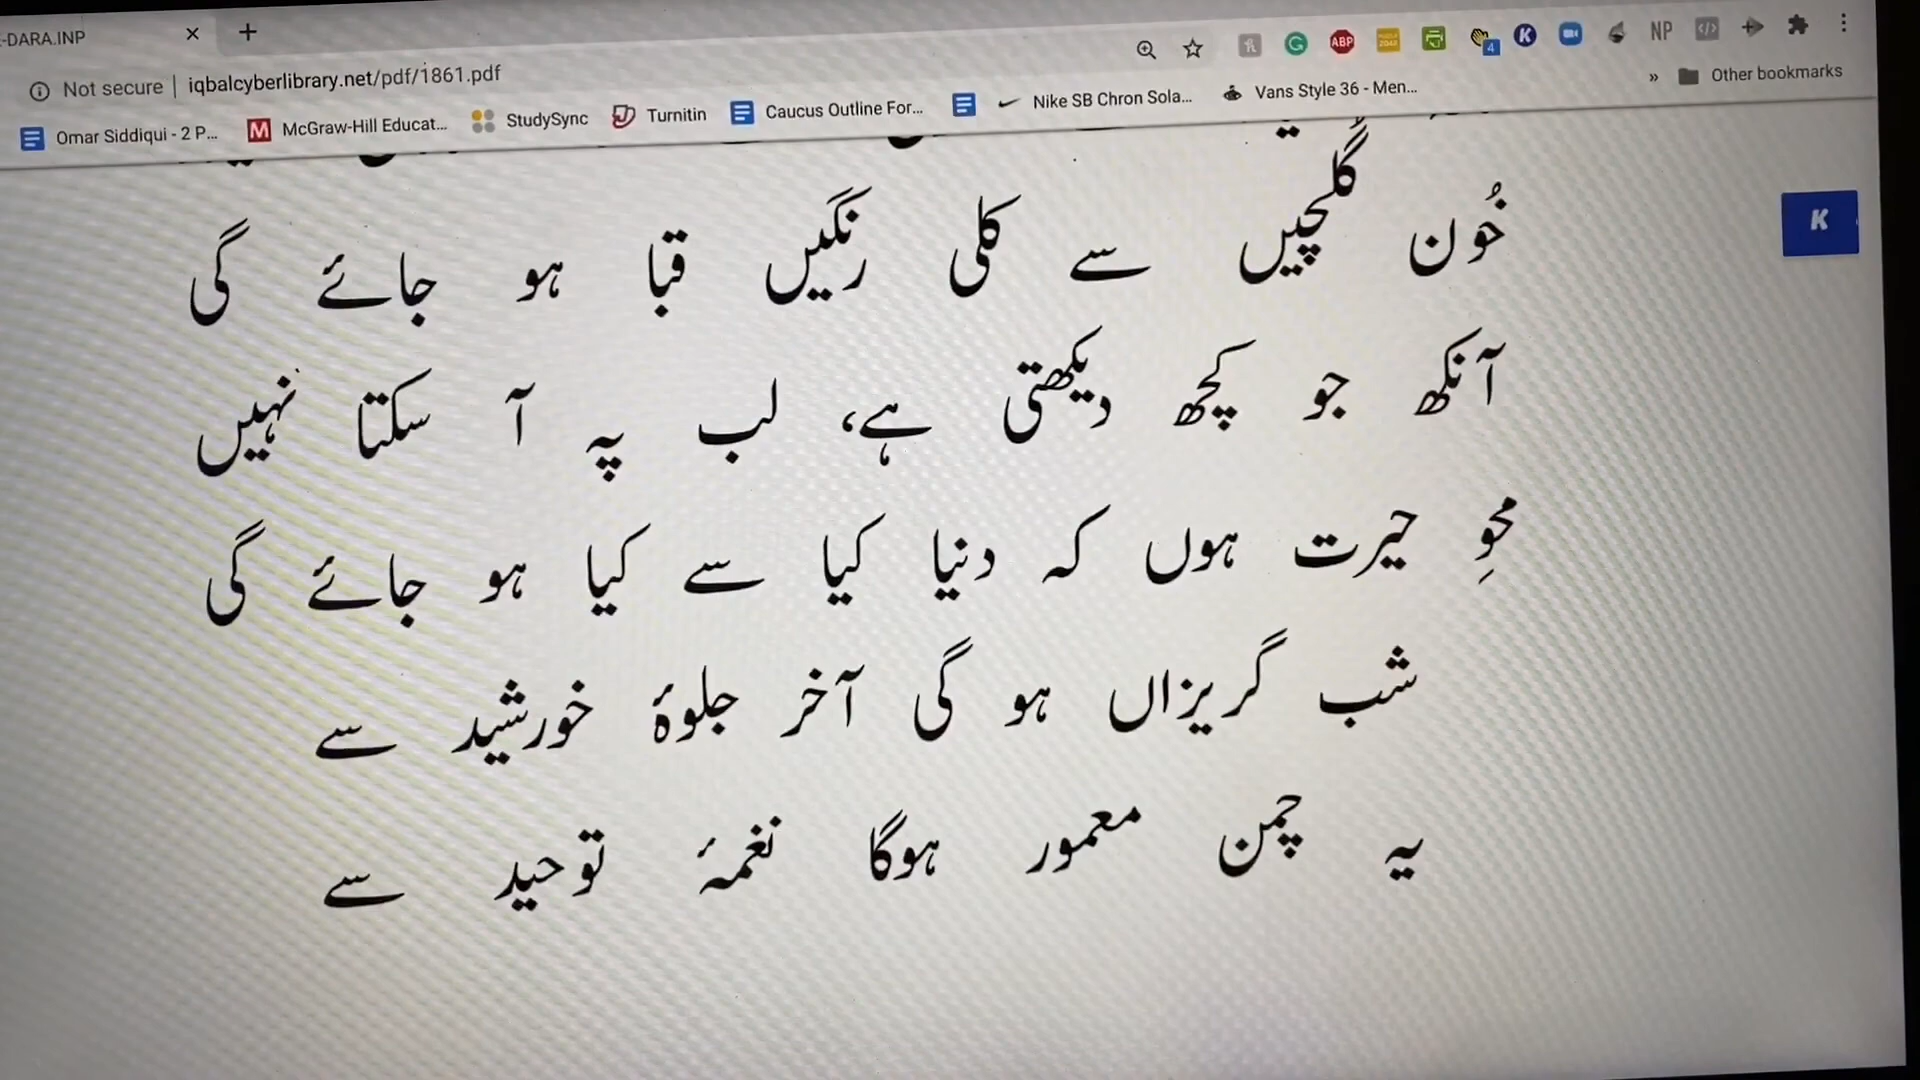 -DARA.INP
Not secure | iqbalcyberlibrary.net/pdf/1861.pdf
ABP
4
K
NP
Omar Siddiqui - 2 P...
McGraw-Hill Educat...
StudySync
Turnitin
Caucus Outline For...
Nike SB Chron Sola...
Vans Style 36 - Men...
»
Other bookmarks
K
خُون گلچیں سے کلی رنگیں قبا ہو جائے گی
آنکھ جو کچھ دیکھتی ہے، لب پہ آ سکتا نہیں
محوِ حیرت ہوں کہ دنیا کیا سے کیا ہو جائے گی
شب گریزاں ہو گی آخر جلوۂ خورشید سے
یہ چمن معمور ہوگا نغمۂ توحید سے